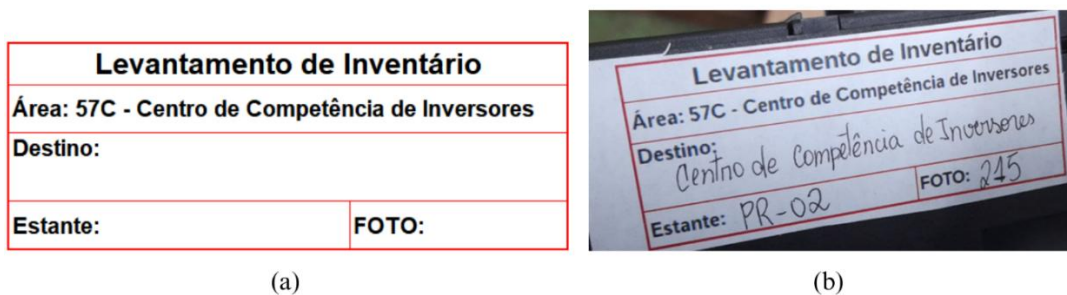 Levantamento de Inventário
Área: 57C - Centro de Competência de Inversores
Destino:
Estante: FOTO:
(a)
Levantamento de Inventário
Área: 57C - Centro de Competência de Inversores
Destino:
Centro de Competência de Inversores
Estante: PR-02 FOTO: 215
(b)